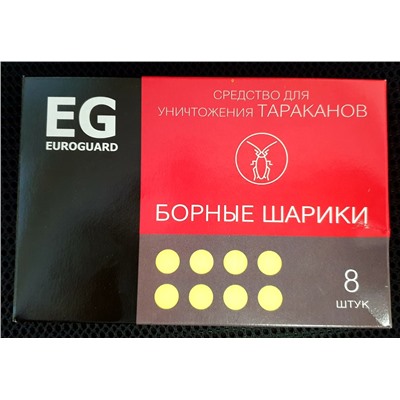 EG
EUROGUARD
СРЕДСТВО ДЛЯ
УНИЧТОЖЕНИЯ ТАРАКАНОВ
БОРНЫЕ ШАРИКИ
8
ШТУК